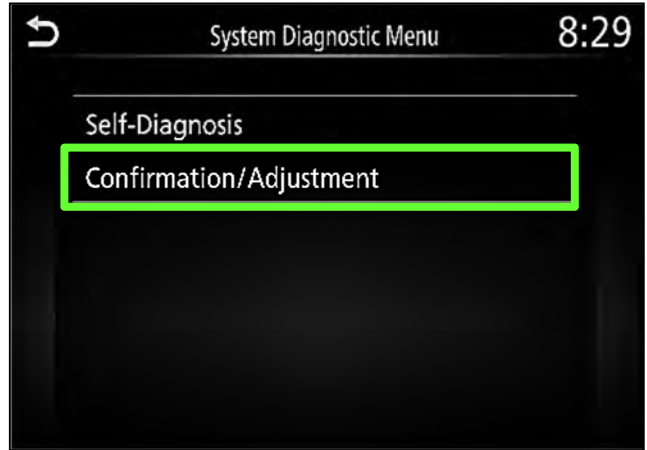 System Diagnostic Menu 8:29
Self-Diagnosis
Confirmation/Adjustment